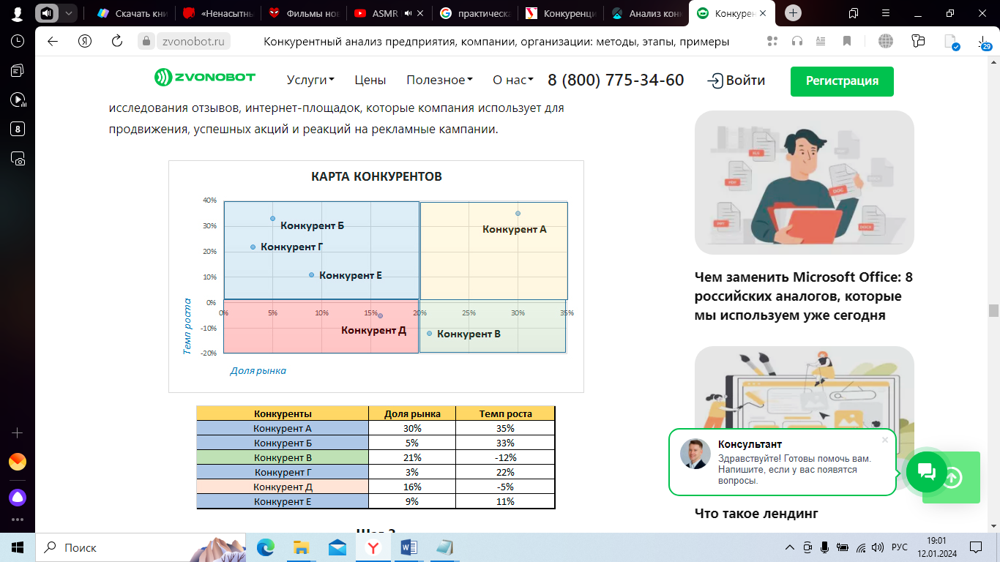 Скачать кни
«Ненасытны
Фильмы нов
ASMR
практическа
Конкуренци
Анализ конк
Конкурен
zvonobot.ru
Конкурентный анализ предприятия, компании, организации: методы, этапы, примеры
29
8
ZVONOBOT
Услуги
Цены
Полезное
О нас
8 (800) 775-34-60
Войти
Регистрация
исследования отзывов, интернет-площадок, которые компания использует для
продвижения, успешных акций и реакций на рекламные кампании.
КАРТА КОНКУРЕНТОВ
40%
30%
20%
10%
0%
-10%
-20%
0%
5%
10%
15%
20%
25%
30%
35%
Конкурент Б
Конкурент А
Конкурент Г
Конкурент Е
Конкурент Д
Конкурент В
Темп роста
Доля рынка
Конкуренты Доля рынка Темп роста
Конкурент А 30% 35%
Конкурент Б 5% 33%
Конкурент В 21% -12%
Конкурент Г 3% 22%
Конкурент Д 16% -5%
Конкурент Е 9% 11%
PDF
DOC
DOCX
Чем заменить Microsoft Office: 8
российских аналогов, которые
мы используем уже сегодня
Консультант
Здравствуйте! Готовы помочь вам.
Напишите, если у вас появятся
вопросы.
Что такое лендинг
Поиск
РУС
19:01
12.01.2024